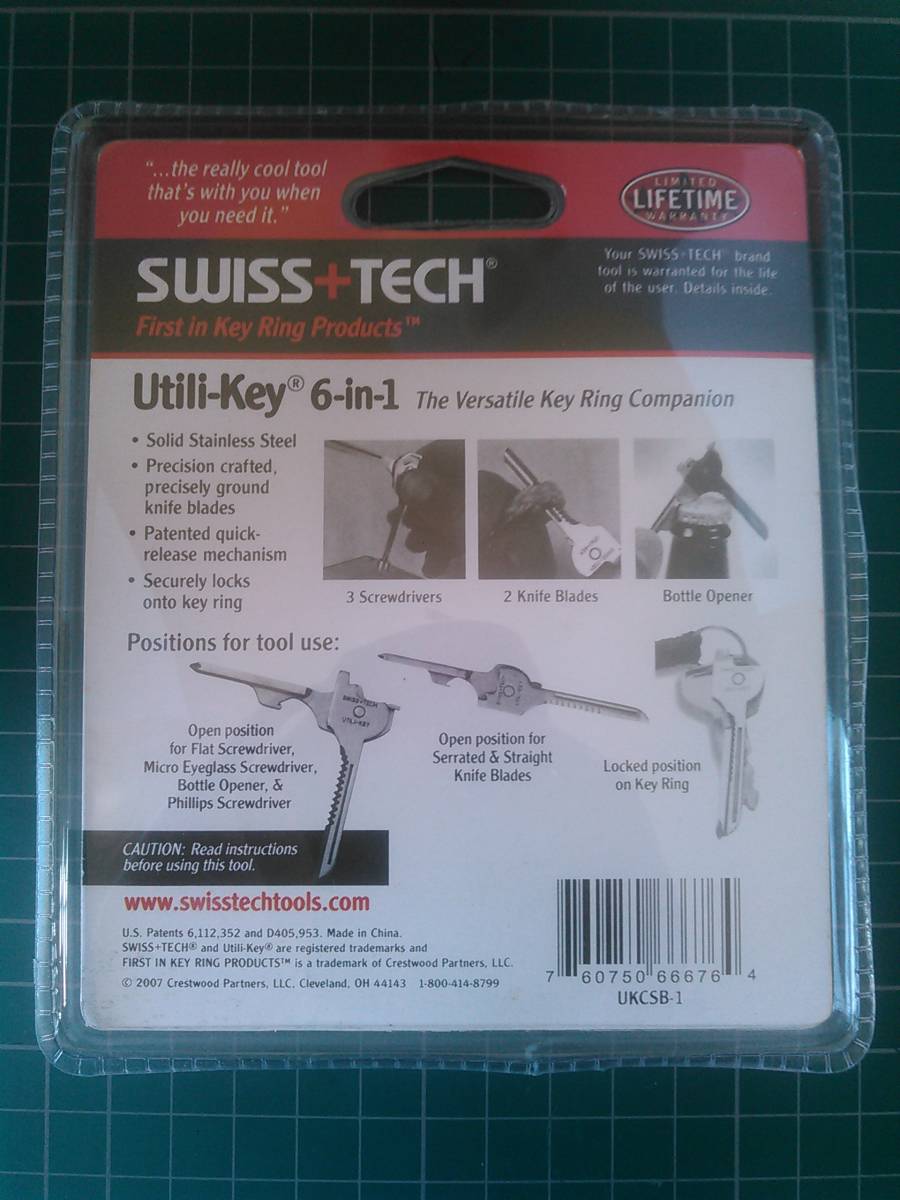 “...the really cool tool
that's with you when
you need it.”
LIMITED
LIFETIME
WARRANTY
SWISS+TECH®
First in Key Ring Products™
Your SWISS+TECH® brand
tool is warranted for the life
of the user. Details inside.
Utili-Key® 6-in-1 The Versatile Key Ring Companion
• Solid Stainless Steel
• Precision crafted,
precisely ground
knife blades
• Patented quick-
release mechanism
• Securely locks
onto key ring
3 Screwdrivers
2 Knife Blades
Bottle Opener
Positions for tool use:
SWISS+TECH
UTILI-KEY
Open position
for Flat Screwdriver,
Micro Eyeglass Screwdriver,
Bottle Opener, &
Phillips Screwdriver
Open position for
Serrated & Straight
Knife Blades
Locked position
on Key Ring
CAUTION: Read instructions
before using this tool.
www.swisstechtools.com
U.S. Patents 6,112,352 and D405,953. Made in China.
SWISS+TECH® and Utili-Key® are registered trademarks and
FIRST IN KEY RING PRODUCTS™ is a trademark of Crestwood Partners, LLC.
© 2007 Crestwood Partners, LLC. Cleveland, OH 44143 1-800-414-8799
7 60750 66676 4
UKCSB-1